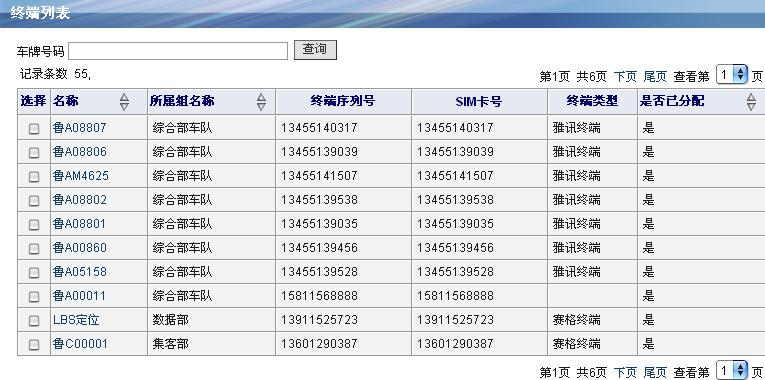 终端列表
车牌号码 查询
记录条数 55, 第1页 共6页 下页 尾页 查看第 1 页
选择 名称 所属组名称 终端序列号 SIM卡号 终端类型 是否已分配
鲁A08807 综合部车队 13455140317 13455140317 雅讯终端 是
鲁A08806 综合部车队 13455139039 13455139039 雅讯终端 是
鲁AM4625 综合部车队 13455141507 13455141507 雅讯终端 是
鲁A08802 综合部车队 13455139538 13455139538 雅讯终端 是
鲁A08801 综合部车队 13455139035 13455139035 雅讯终端 是
鲁A00860 综合部车队 13455139456 13455139456 雅讯终端 是
鲁A05158 综合部车队 13455139528 13455139528 雅讯终端 是
鲁A00011 综合部车队 15811568888 15811568888 是
LBS定位 数据部 13911525723 13911525723 赛格终端 是
鲁C00001 集客部 13601290387 13601290387 赛格终端 是
第1页 共6页 下页 尾页 查看第 1 页